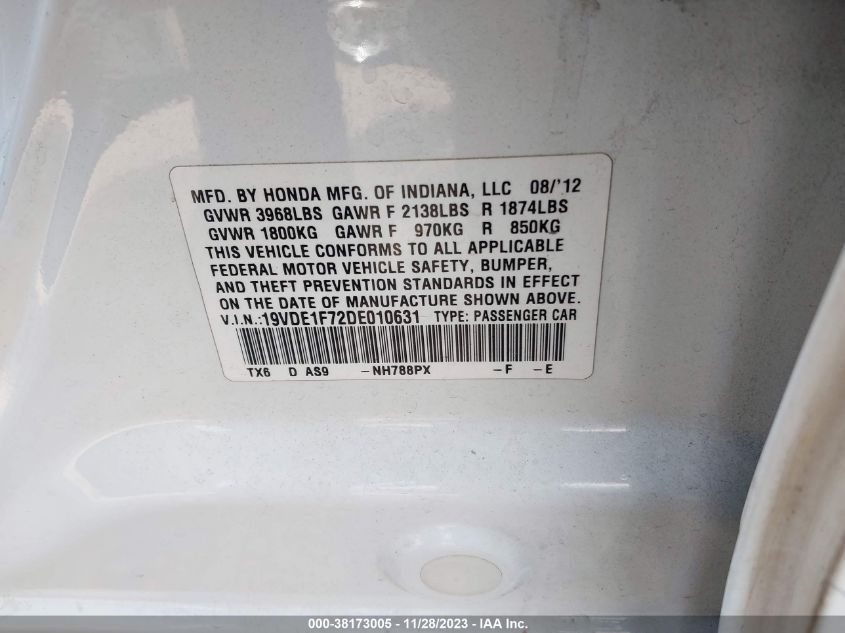 MFD. BY HONDA MFG. OF INDIANA, LLC 08/'12
GVWR 3968LBS GAWR F 2138LBS R 1874LBS
GVWR 1800KG GAWR F 970KG R 850KG
THIS VEHICLE CONFORMS TO ALL APPLICABLE
FEDERAL MOTOR VEHICLE SAFETY, BUMPER,
AND THEFT PREVENTION STANDARDS IN EFFECT
ON THE DATE OF MANUFACTURE SHOWN ABOVE.
V.I.N.:19VDE1F72DE010631 TYPE: PASSENGER CAR
TX6 D AS9 -NH788PX -F -E
000-38173005 - 11/28/2023 - IAA Inc.